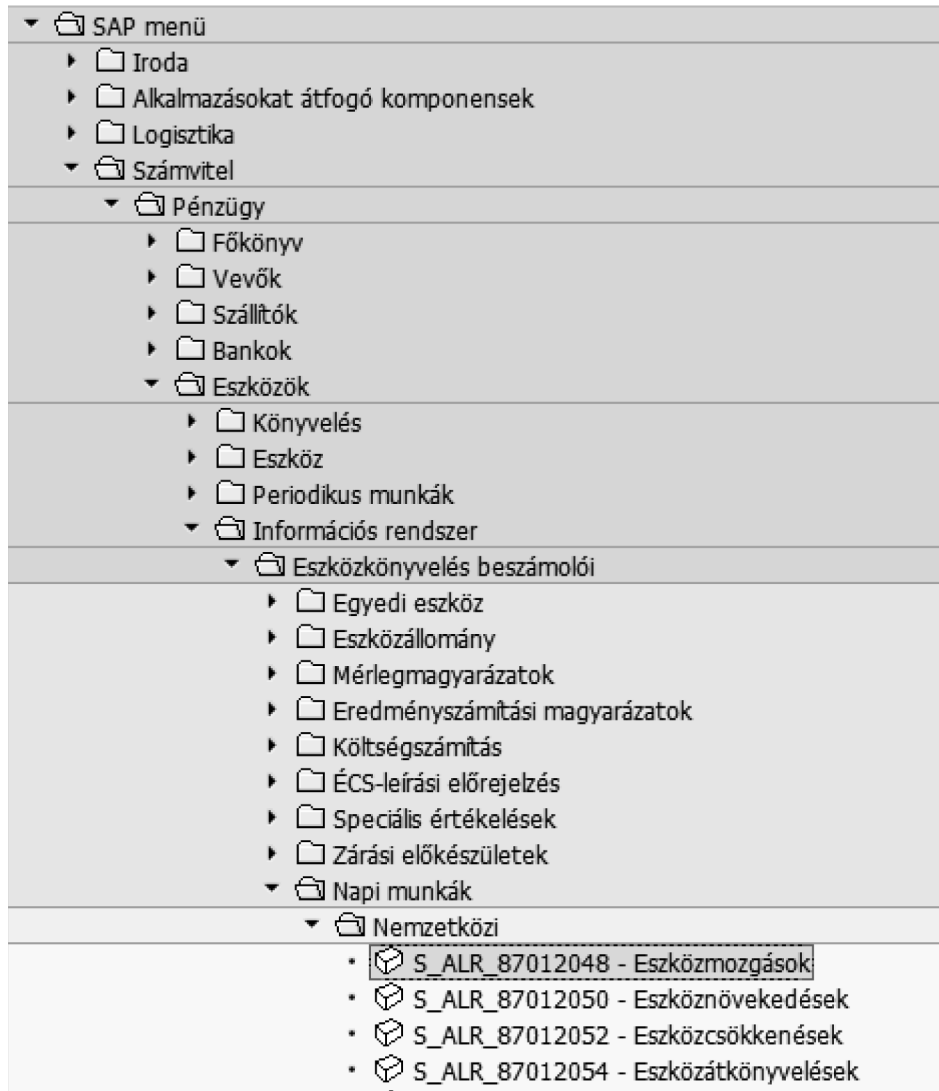 SAP menü
Iroda
Alkalmazásokat átfogó komponensek
Logisztika
Számvitel
Pénzügy
Főkönyv
Vevők
Szállítók
Bankok
Eszközök
Könyvelés
Eszköz
Periodikus munkák
Információs rendszer
Eszközkönyvelés beszámolói
Egyedi eszköz
Eszközállomány
Mérlegmagyarázatok
Eredményszámítási magyarázatok
Költségszámítás
ÉCS-leírási előrejelzés
Speciális értékelések
Zárási előkészületek
Napi munkák
Nemzetközi
S_ALR_87012048 - Eszközmozgások
S_ALR_87012050 - Eszköznövekedések
S_ALR_87012052 - Eszközcsökkenések
S_ALR_87012054 - Eszközátkönyvelések